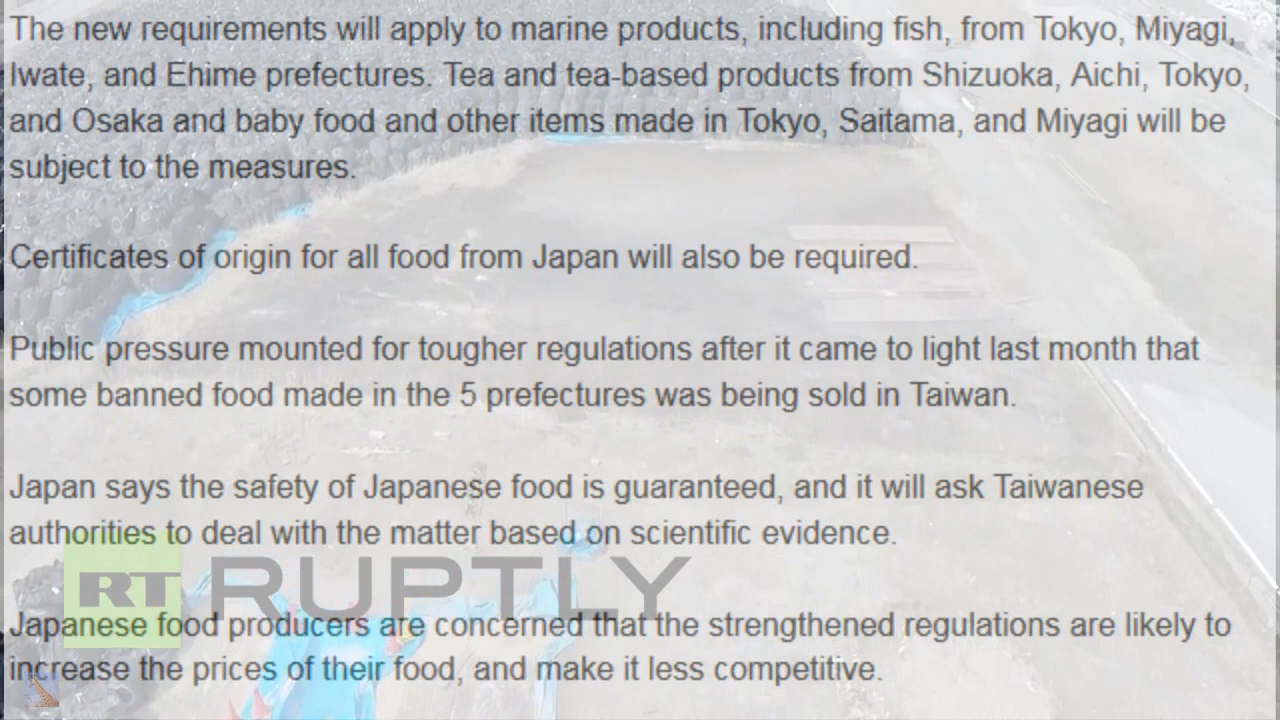 The new requirements will apply to marine products, including fish, from Tokyo, Miyagi,
Iwate, and Ehime prefectures. Tea and tea-based products from Shizuoka, Aichi, Tokyo,
and Osaka and baby food and other items made in Tokyo, Saitama, and Miyagi will be
subject to the measures.
Certificates of origin for all food from Japan will also be required.
Public pressure mounted for tougher regulations after it came to light last month that
some banned food made in the 5 prefectures was being sold in Taiwan.
Japan says the safety of Japanese food is guaranteed, and it will ask Taiwanese
authorities to deal with the matter based on scientific evidence.
RT RUPTLY
Japanese food producers are concerned that the strengthened regulations are likely to
increase the prices of their food, and make it less competitive.